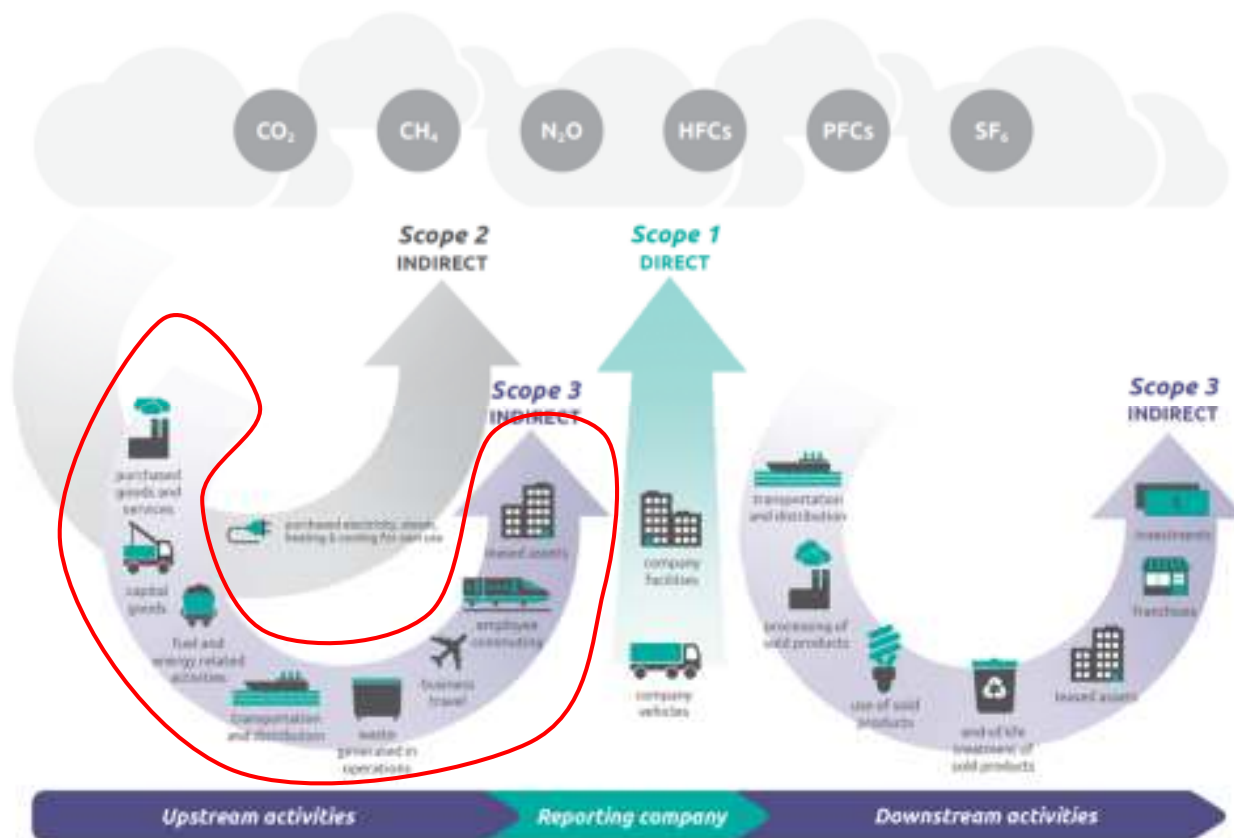 CO₂
CH₄
N₂O
HFCs
PFCs
SF₆
Scope 2
INDIRECT
Scope 1
DIRECT
Scope 3
INDIRECT
Scope 3
INDIRECT
purchased
goods and
services
capital
goods
fuel and
energy related
activities
transportation
and distribution
waste
generated in
operations
business
travel
employee
commuting
leased assets
purchased electricity, steam,
heating & cooling for own use
company
facilities
company
vehicles
transportation
and distribution
processing of
sold products
use of sold
products
end of life
treatment of
sold products
leased assets
franchises
investments
Upstream activities
Reporting company
Downstream activities